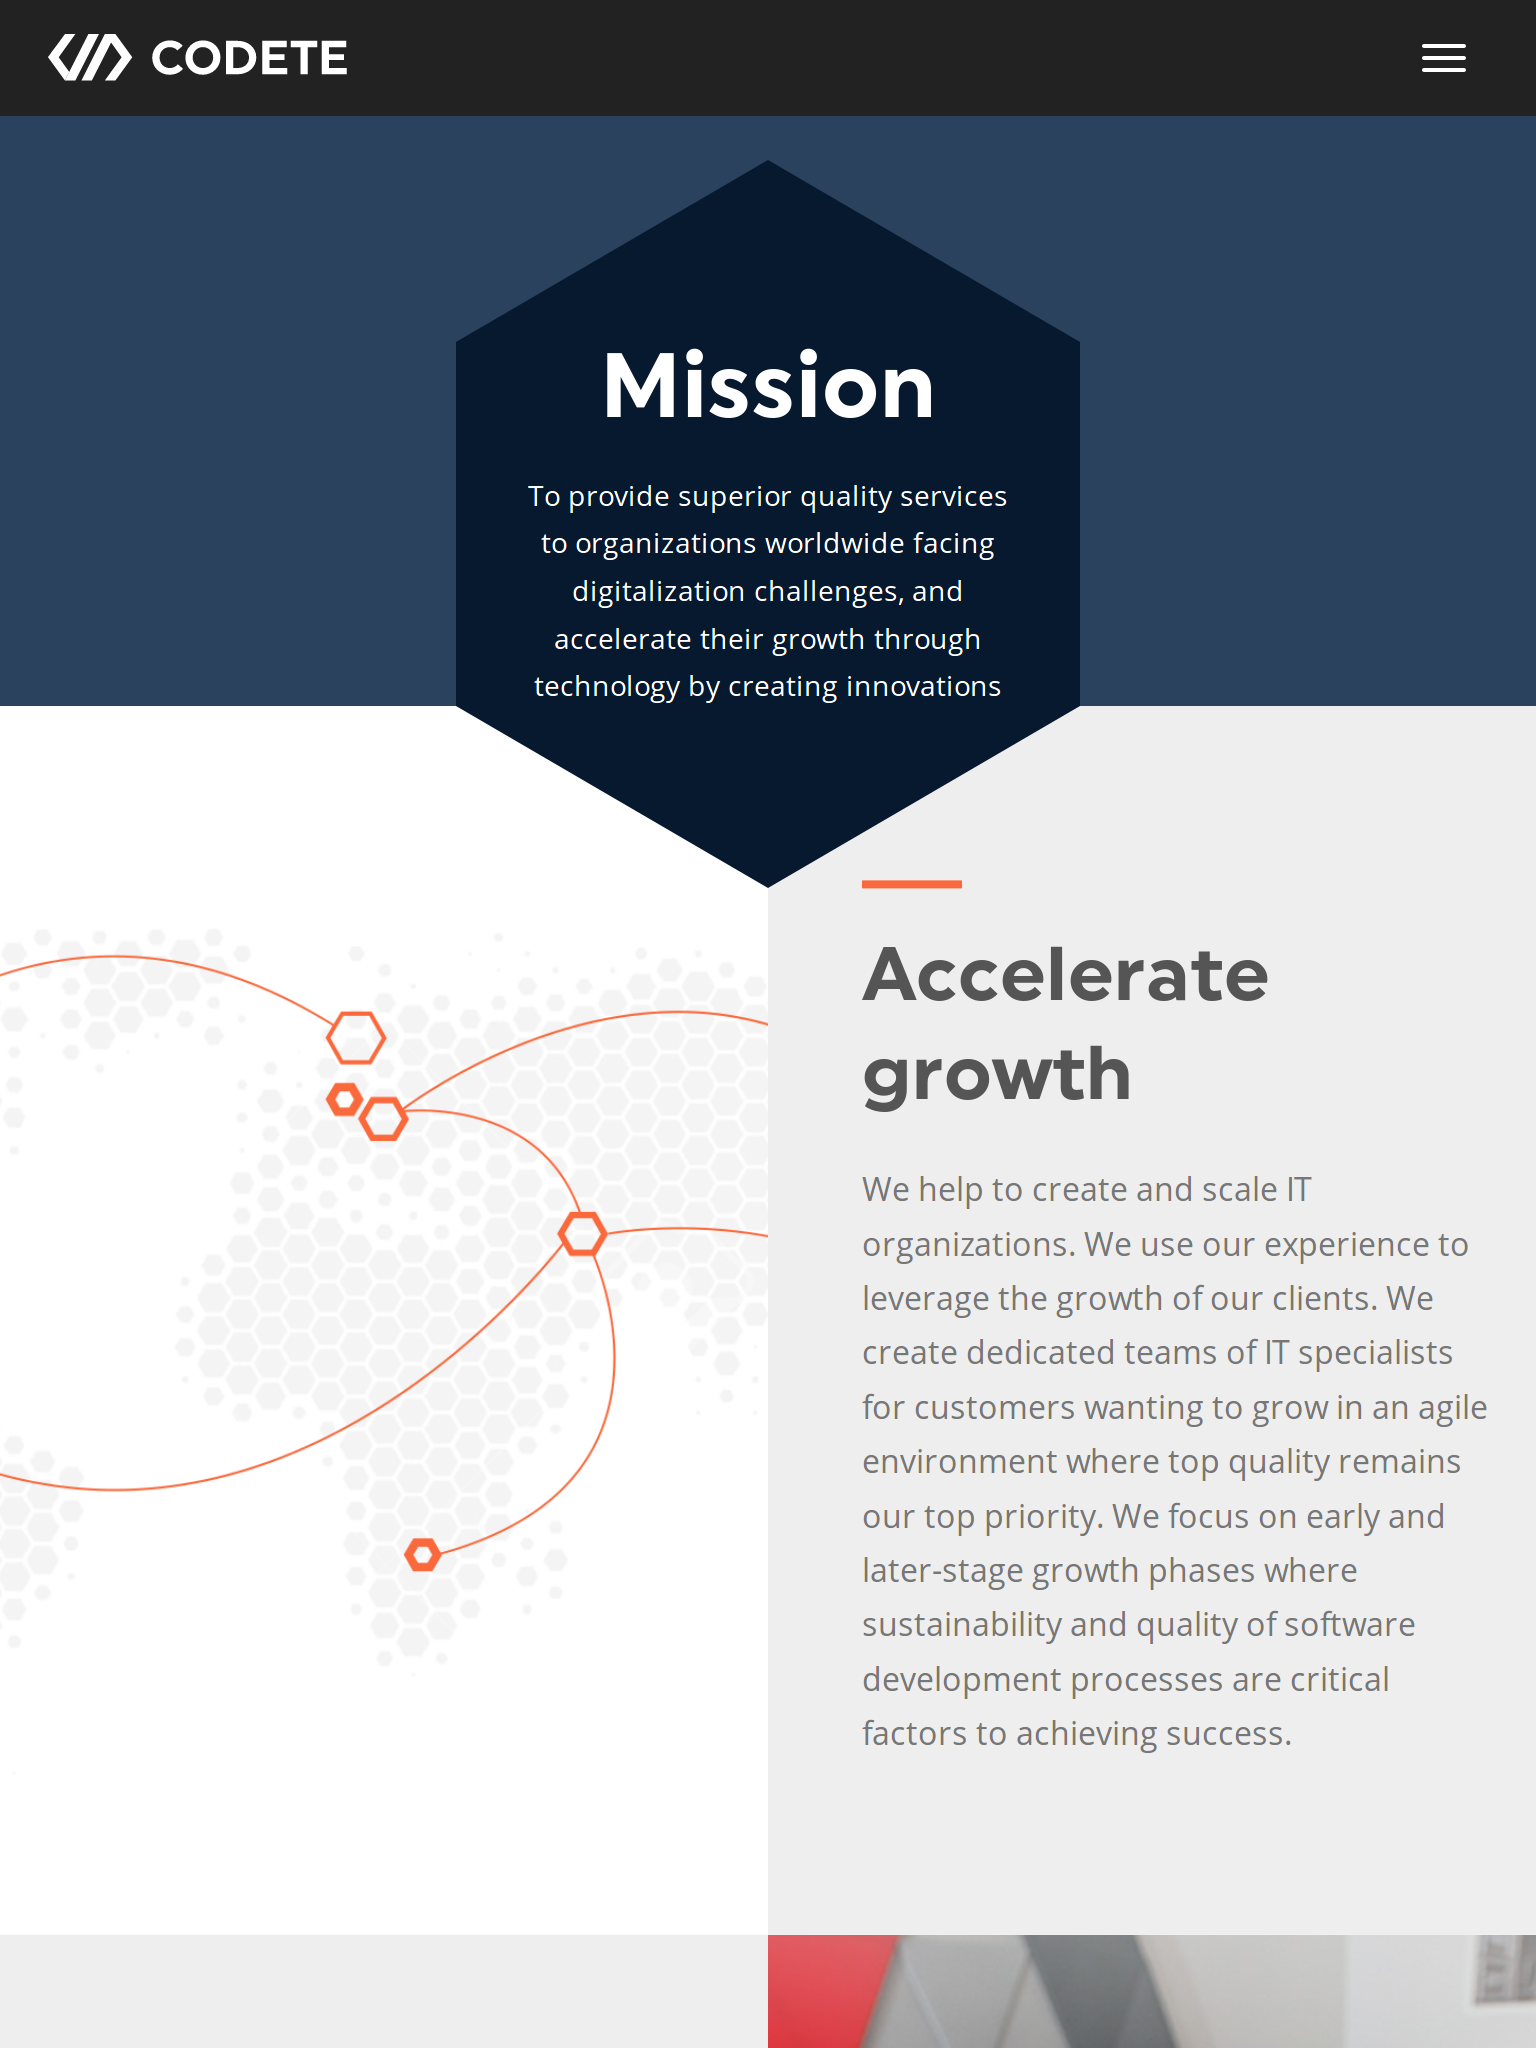 CODETE
Mission
To provide superior quality services
to organizations worldwide facing
digitalization challenges, and
accelerate their growth through
technology by creating innovations
Accelerate
growth
We help to create and scale IT
organizations. We use our experience to
leverage the growth of our clients. We
create dedicated teams of IT specialists
for customers wanting to grow in an agile
environment where top quality remains
our top priority. We focus on early and
later-stage growth phases where
sustainability and quality of software
development processes are critical
factors to achieving success.